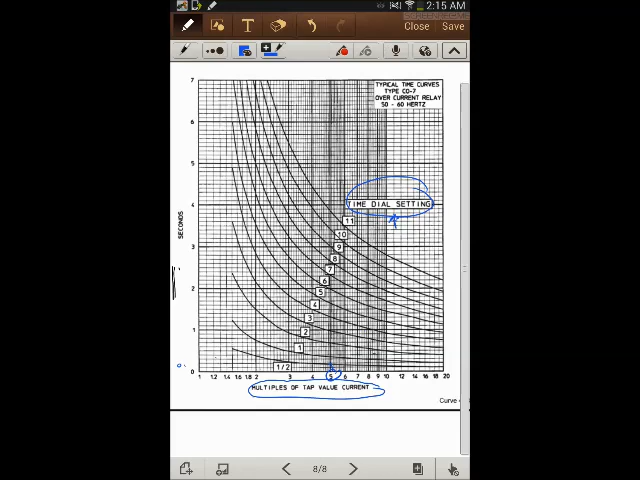 2:15 AM
Close Save
7
TYPICAL TIME CURVES
TYPE CO-7
OVER CURRENT RELAY
50 - 60 HERTZ
6
5
4
TIME DIAL SETTING
11
SECONDS
10
3
9
8
7
6
2
5
4
3
1
2
1
0
1/2
1 1.2 1.4 1.6 1.8 2 3 4 5 6 7 8 9 10 12 14 16 18 20
MULTIPLES OF TAP VALUE CURRENT
Curve
8/8